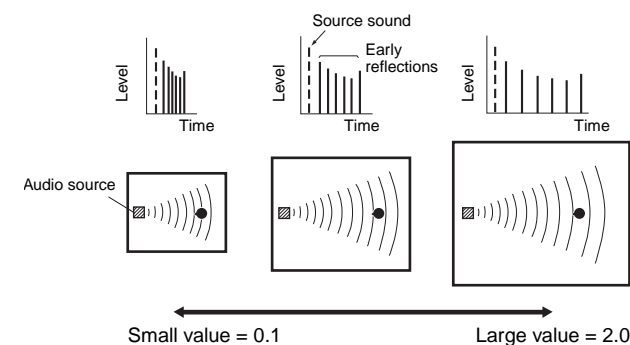 Source sound
Early
reflections
Level
Time
Level
Time
Level
Time
Audio source
Small value = 0.1
Large value = 2.0